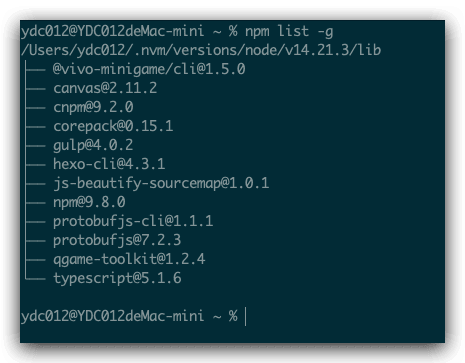 ydc012@YDC012deMac-mini ~ % npm list -g
/Users/ydc012/.nvm/versions/node/v14.21.3/lib
├── @vivo-minigame/cli@1.5.0
├── canvas@2.11.2
├── cnpm@9.2.0
├── corepack@0.15.1
├── gulp@4.0.2
├── hexo-cli@4.3.1
├── js-beautify-sourcemap@1.0.1
├── npm@9.8.0
├── protobufjs-cli@1.1.1
├── protobufjs@7.2.3
├── qgame-toolkit@1.2.4
└── typescript@5.1.6
ydc012@YDC012deMac-mini ~ %